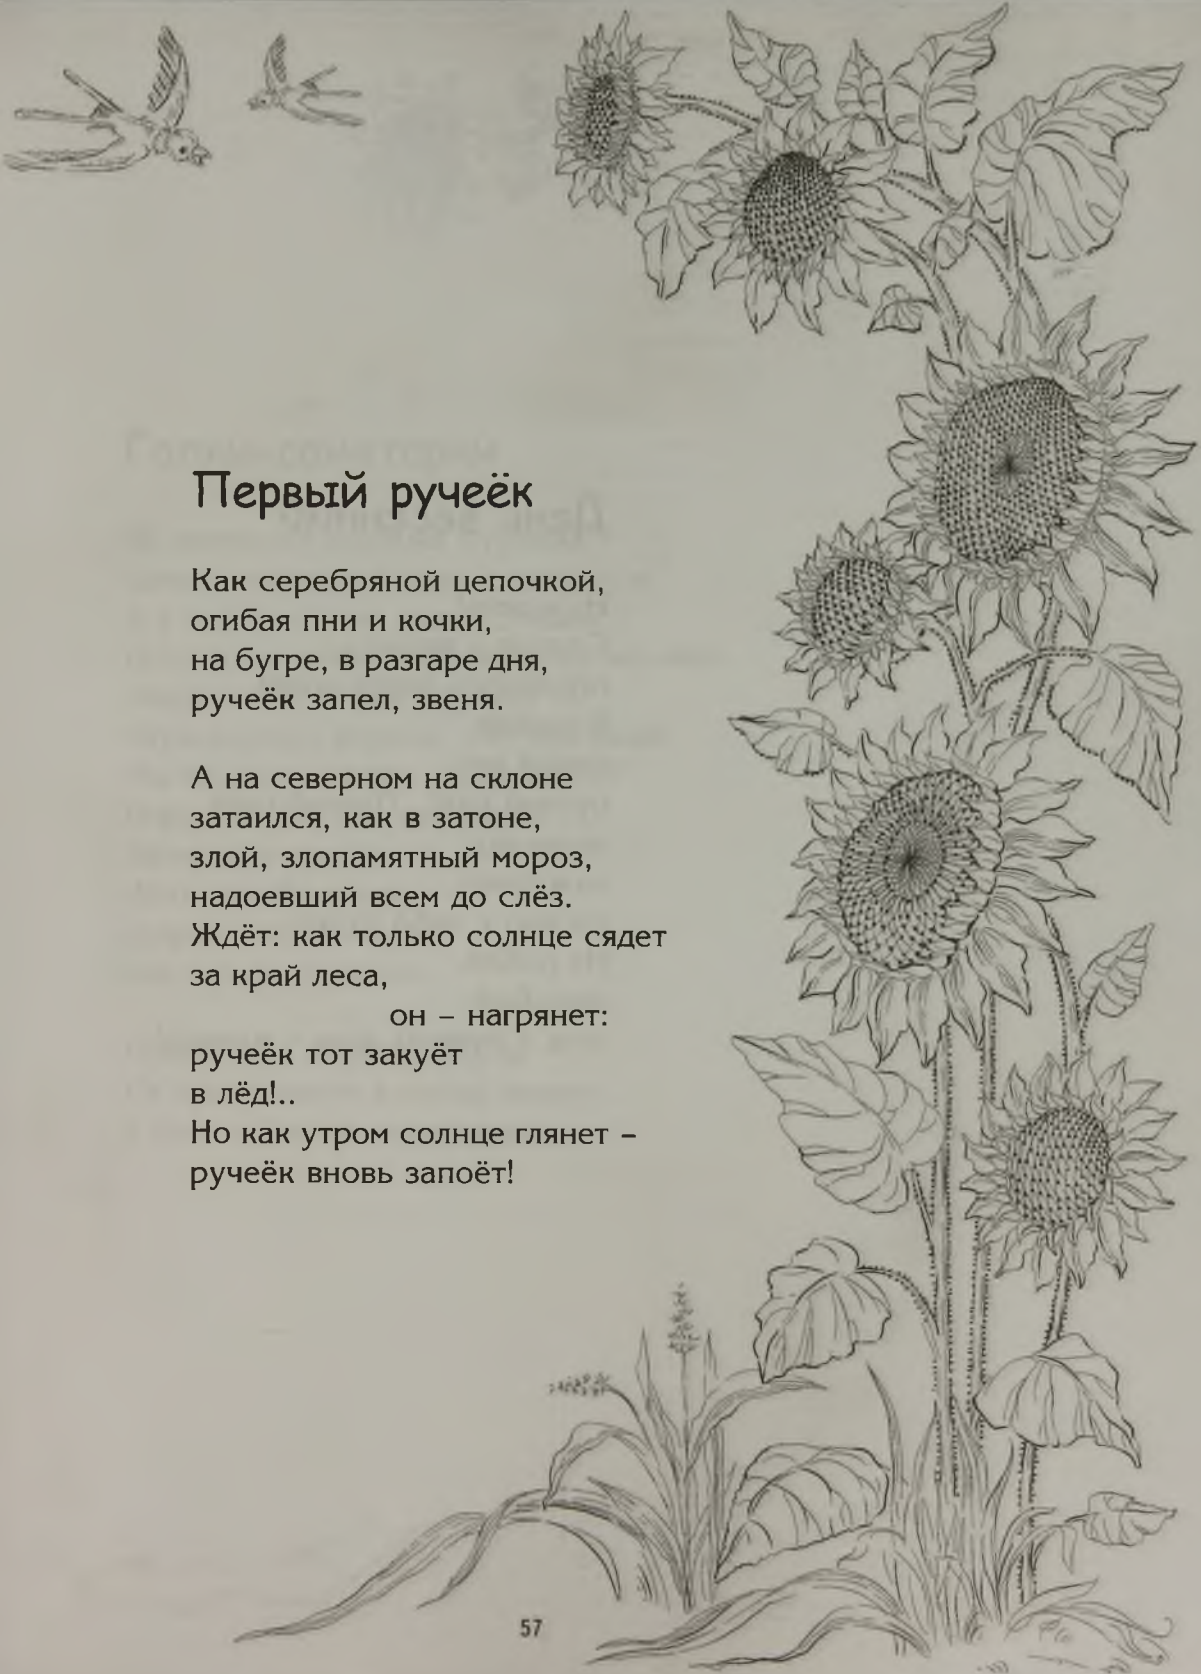 Первый ручеёк
Как серебряной цепочкой,
огибая пни и кочки,
на бугре, в разгаре дня,
ручеёк запел, звеня.
А на северном на склоне
затаился, как в затоне,
злой, злопамятный мороз,
надоевший всем до слёз.
Ждёт: как только солнце сядет
за край леса,
он – нагрянет:
ручеёк тот закуёт
в лёд!..
Но как утром солнце глянет –
ручеёк вновь запоёт!
57